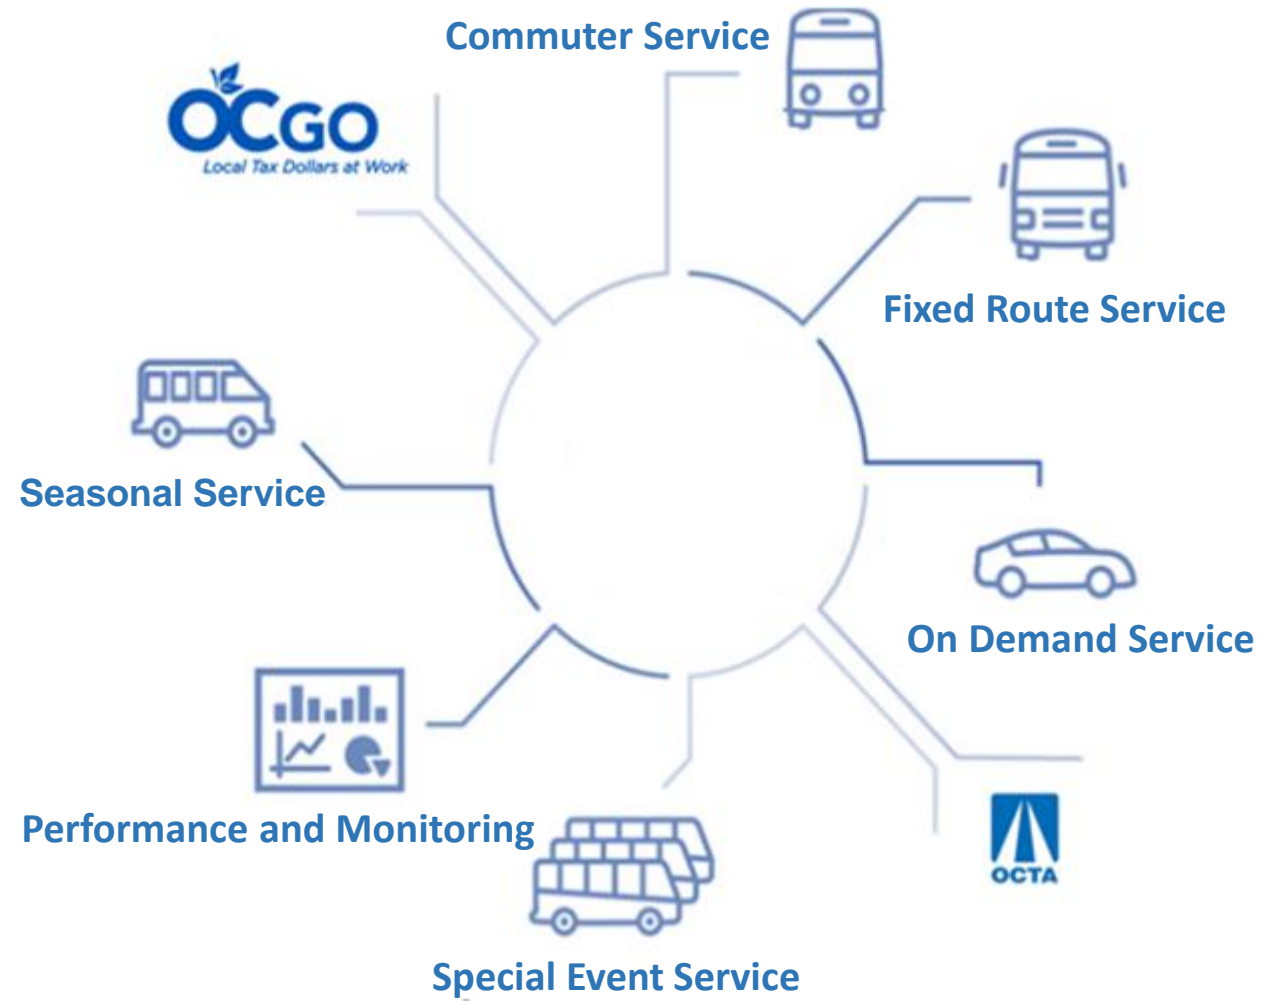 Commuter Service
OCGO
Local Tax Dollars at Work
Fixed Route Service
Seasonal Service
On Demand Service
Performance and Monitoring
OCTA
Special Event Service